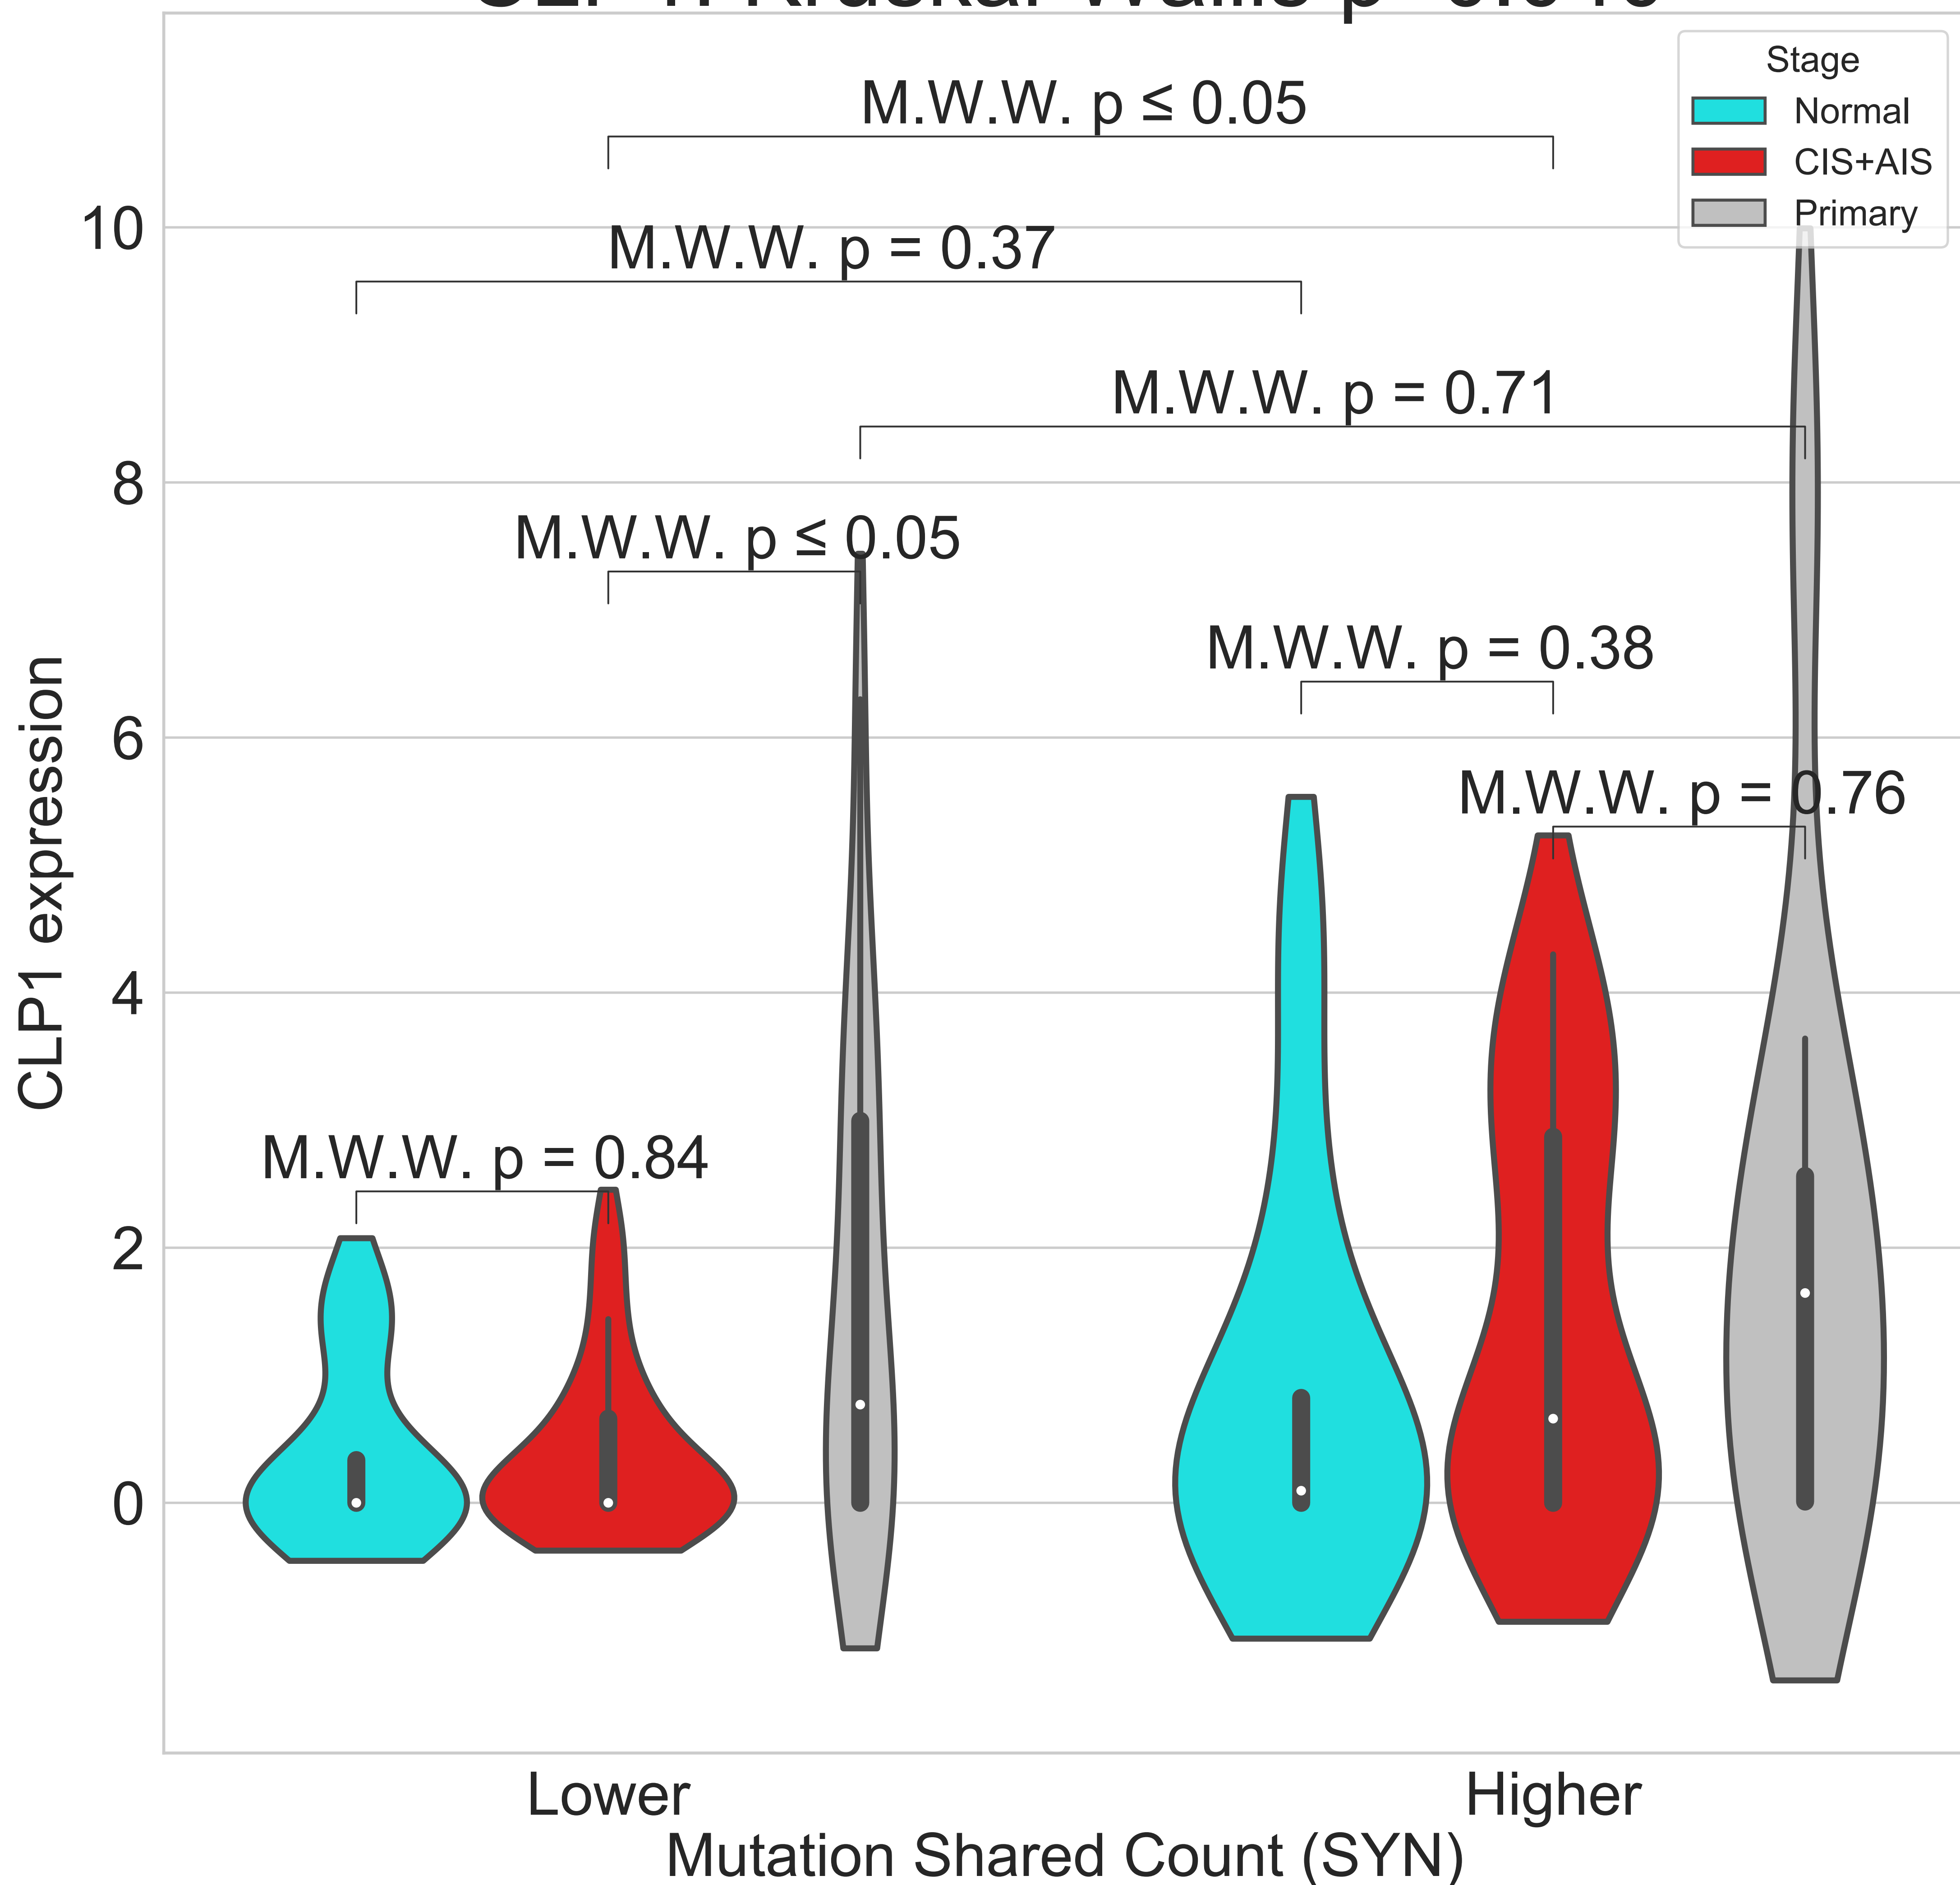 Stage
Normal
CIS+AIS
Primary
M.W.W. p ≤ 0.05
M.W.W. p = 0.37
M.W.W. p = 0.71
M.W.W. p ≤ 0.05
M.W.W. p = 0.38
M.W.W. p = 0.76
M.W.W. p = 0.84
10
8
6
4
2
0
CLP1 expression
Lower
Higher
Mutation Shared Count (SYN)